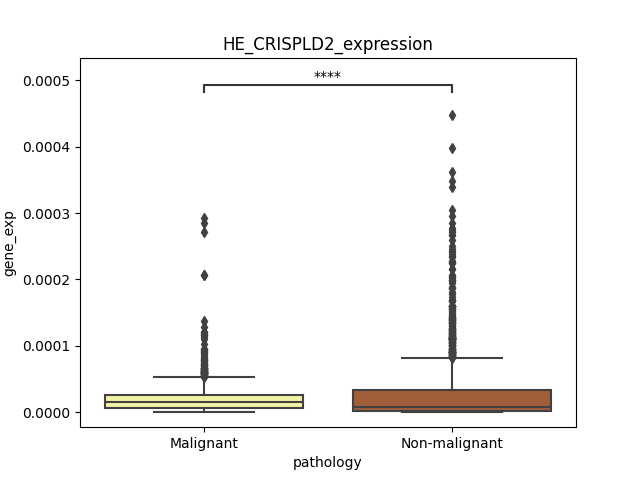 HE_CRISPLD2_expression
****
0.0005
0.0004
0.0003
0.0002
0.0001
0.0000
gene_exp
Malignant
Non-malignant
pathology